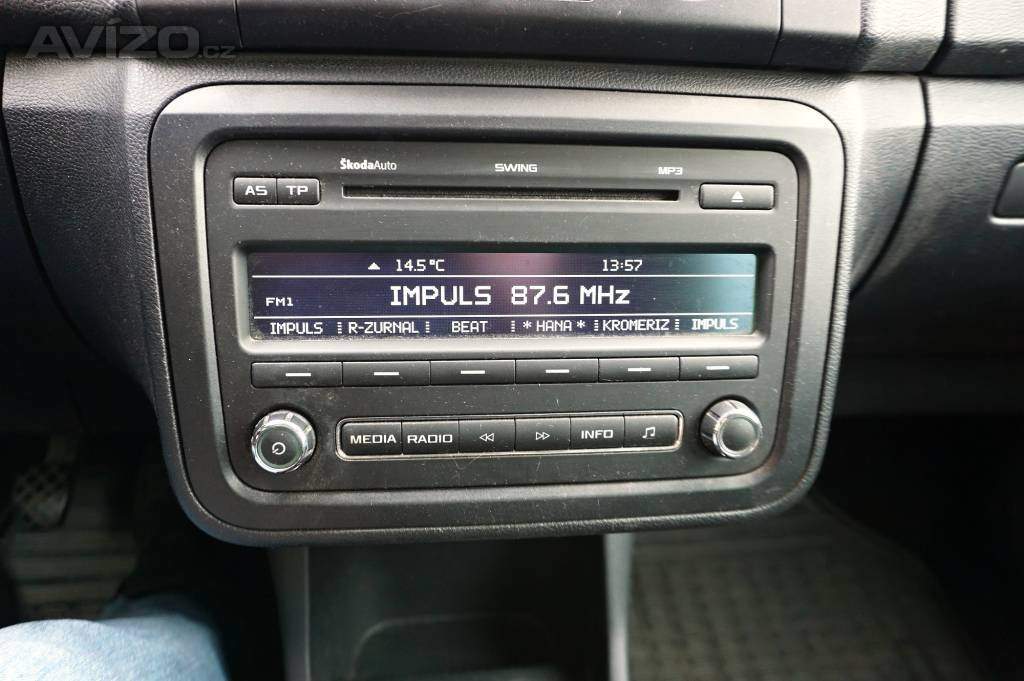 AVÍZO.cz
ŠkodaAuto SWING MP3
AS TP
14.5°C 13:57
FM1 IMPULS 87.6 MHz
IMPULS R-ZURNAL BEAT *HANA* KROMERIZ IMPULS
MEDIA RADIO INFO